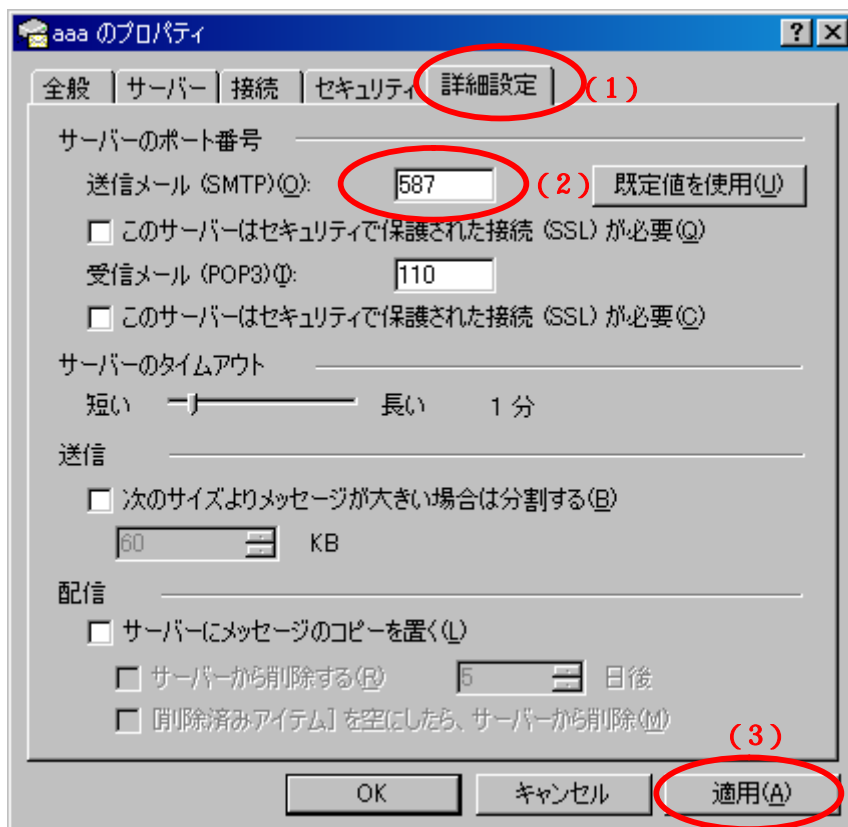 aaa のプロパティ
全般 サーバー 接続 セキュリティ 詳細設定 (1)
サーバーのポート番号
送信メール (SMTP)(O): 587 (2) 既定値を使用(U)
このサーバーはセキュリティで保護された接続 (SSL) が必要(Q)
受信メール (POP3)(I): 110
このサーバーはセキュリティで保護された接続 (SSL) が必要(C)
サーバーのタイムアウト
短い 長い 1 分
送信
次のサイズよりメッセージが大きい場合は分割する(B)
60 KB
配信
サーバーにメッセージのコピーを置く(L)
サーバーから削除する(R) 5 日後
[削除済みアイテム] を空にしたら、サーバーから削除(M)
(3)
OK キャンセル 適用(A)